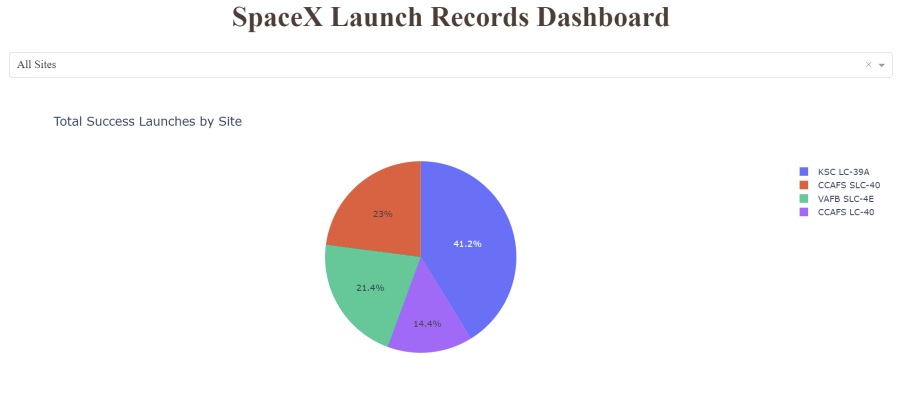 SpaceX Launch Records Dashboard
All Sites
× 
Total Success Launches by Site
KSC LC-39A
CCAFS SLC-40
VAFB SLC-4E
CCAFS LC-40
23%
41.2%
21.4%
14.4%